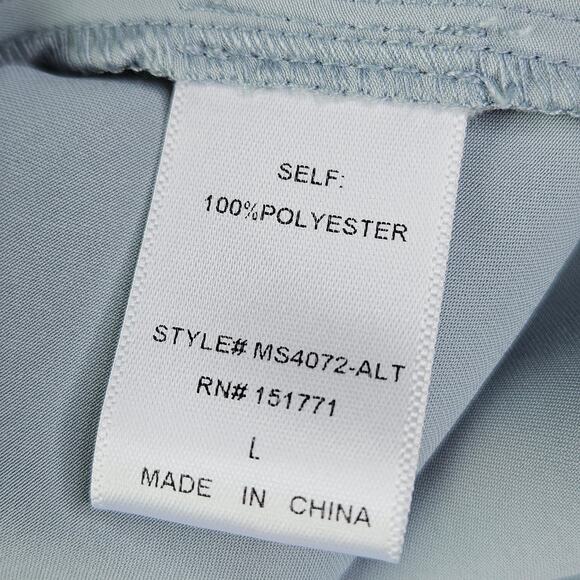 SELF:
100%POLYESTER
STYLE# MS4072-ALT
RN# 151771
L
MADE IN CHINA